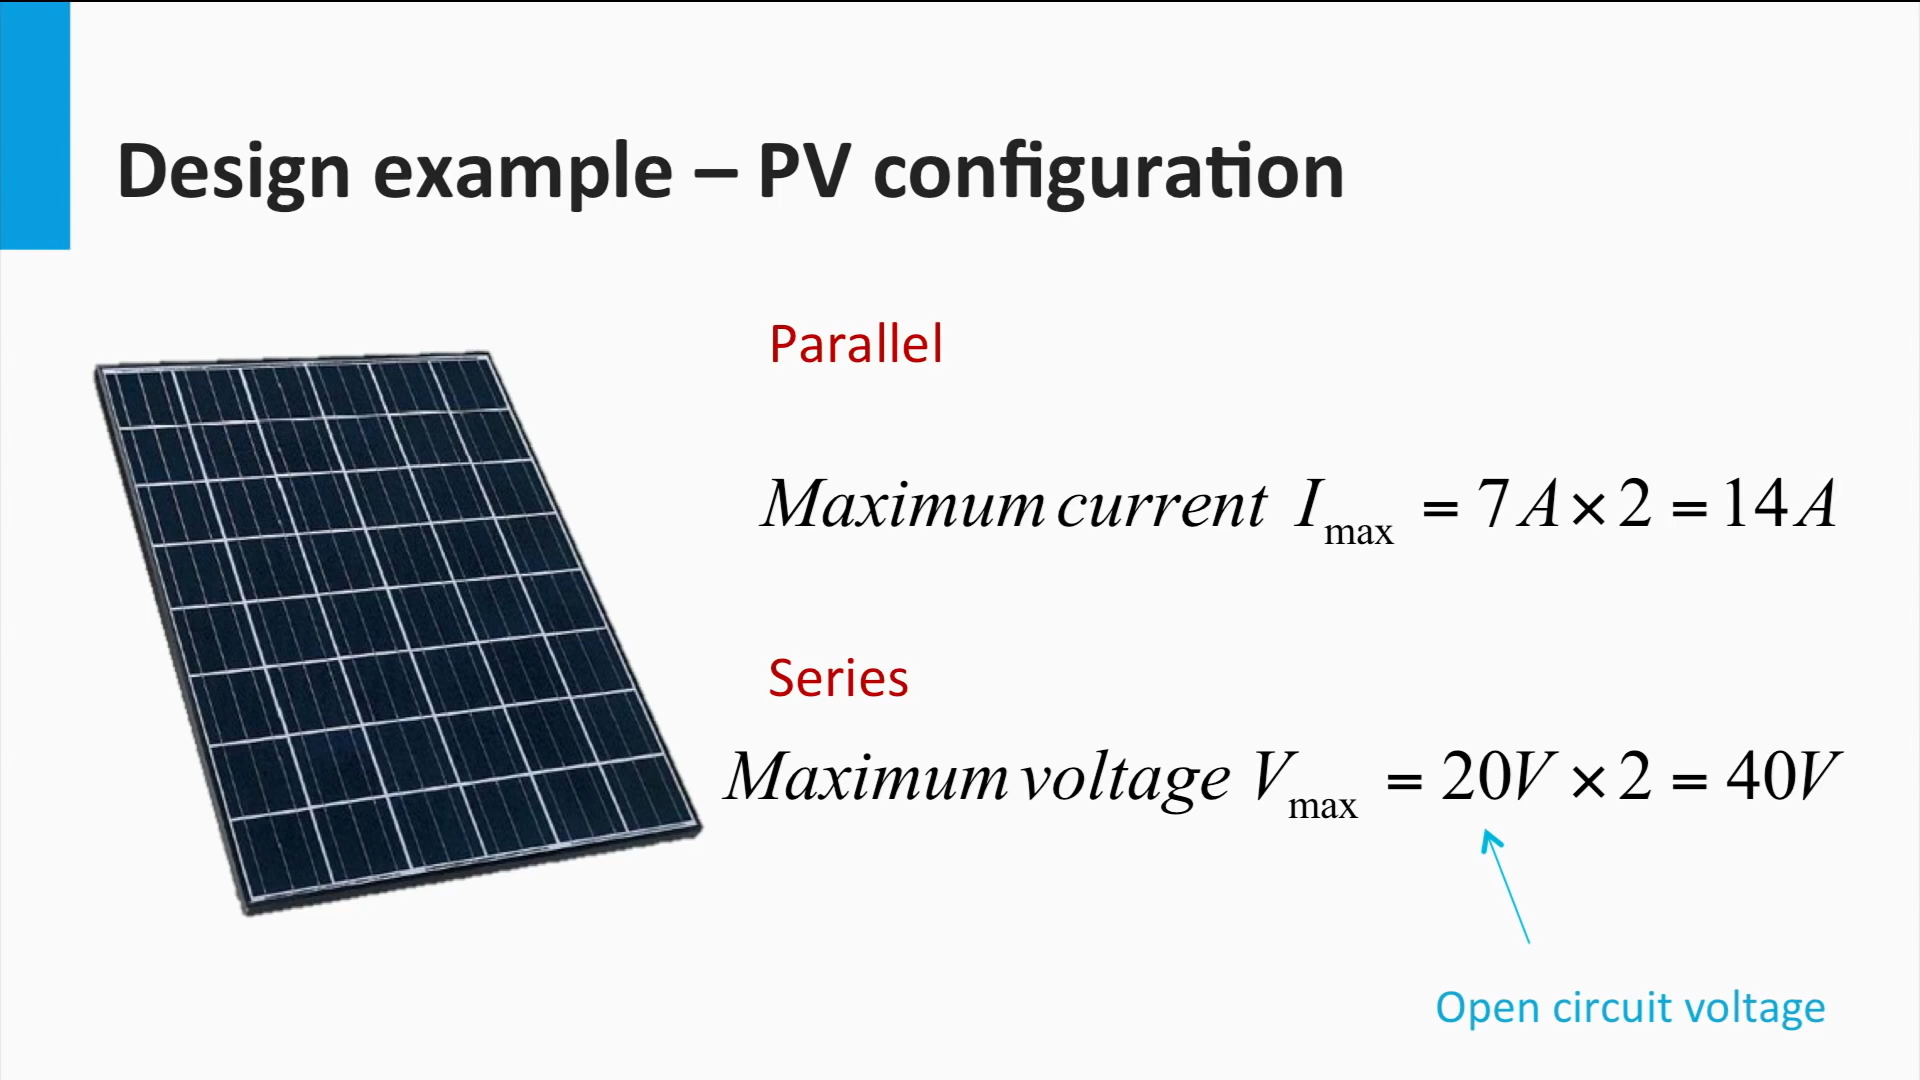 Design example – PV configuration
Parallel
Maximum current I_max = 7A × 2 = 14A
Series
Maximum voltage V_max = 20V × 2 = 40V
Open circuit voltage